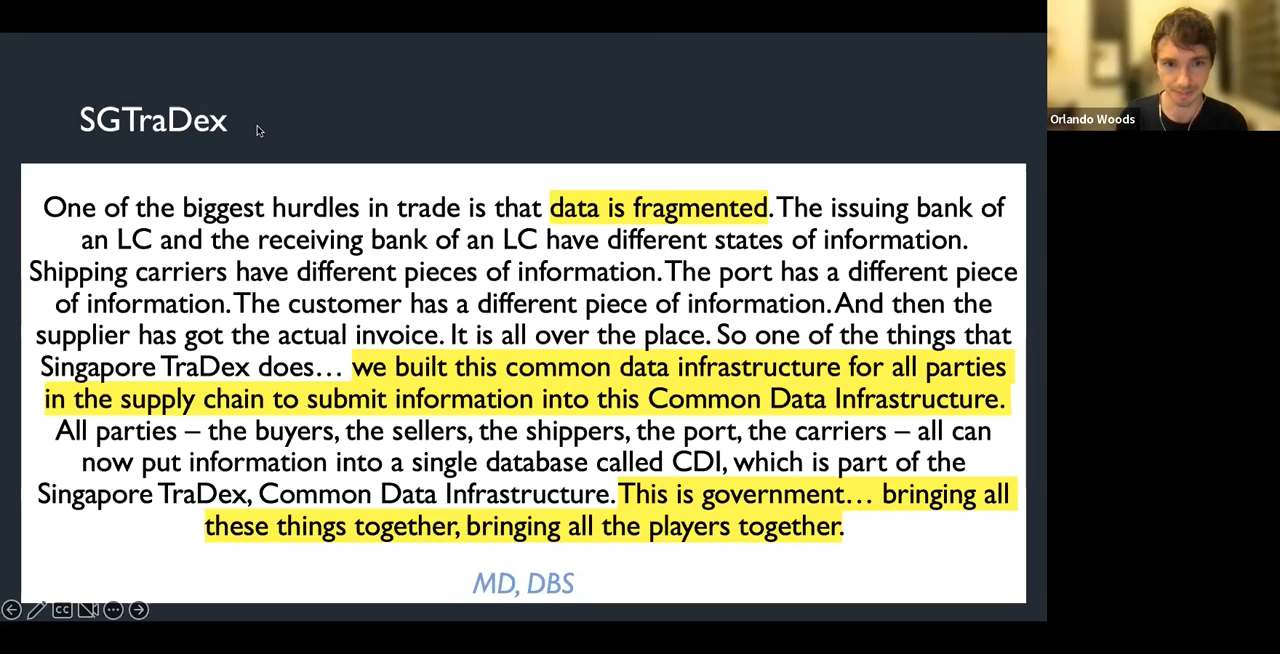 SGTraDex
Orlando Woods
One of the biggest hurdles in trade is that data is fragmented. The issuing bank of
an LC and the receiving bank of an LC have different states of information.
Shipping carriers have different pieces of information. The port has a different piece
of information. The customer has a different piece of information. And then the
supplier has got the actual invoice. It is all over the place. So one of the things that
Singapore TraDex does… we built this common data infrastructure for all parties
in the supply chain to submit information into this Common Data Infrastructure.
All parties – the buyers, the sellers, the shippers, the port, the carriers – all can
now put information into a single database called CDI, which is part of the
Singapore TraDex, Common Data Infrastructure. This is government… bringing all
these things together, bringing all the players together.
MD, DBS
CC